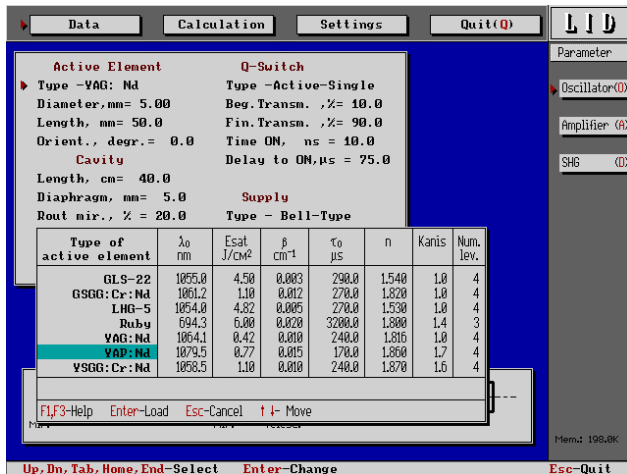 Data Calculation Settings Quit(Q) LID
Parameter
Oscillator(O)
Amplifier (A)
SHG (D)
Active Element Q-Switch
Type -YAG: Nd Type -Active-Single
Diameter,mm= 5.00 Beg.Transm. ,%= 10.0
Length, mm= 50.0 Fin.Transm. ,%= 90.0
Orient., degr.= 0.0 Time ON, ns = 10.0
Cavity Delay to ON,µs = 75.0
Length, cm= 40.0
Diaphragm, mm= 5.0 Supply
Rout mir., % = 20.0 Type - Bell-Type
Type of active element λ₀ nm Esat J/см2 β cm⁻¹ τ₀ µs n Kanis Num. lev.
GLS-22 1055.0 4.50 0.003 290.0 1.540 1.0 4
GSGG:Cr:Nd 1061.2 1.10 0.012 270.0 1.820 1.0 4
LHG-5 1054.0 4.82 0.005 270.0 1.530 1.0 4
Ruby 694.3 6.00 0.020 3200.0 1.800 1.4 3
YAG:Nd 1064.1 0.42 0.010 240.0 1.816 1.0 4
YAP:Nd 1079.5 0.77 0.015 170.0 1.860 1.7 4
YSGG:Cr:Nd 1058.5 1.10 0.010 240.0 1.870 1.6 4
F1,F3-Help Enter-Load Esc-Cancel ↑↓- Move
Mem.: 198.0K
Up,Dn,Tab,Home,End-Select Enter-Change Esc-Quit